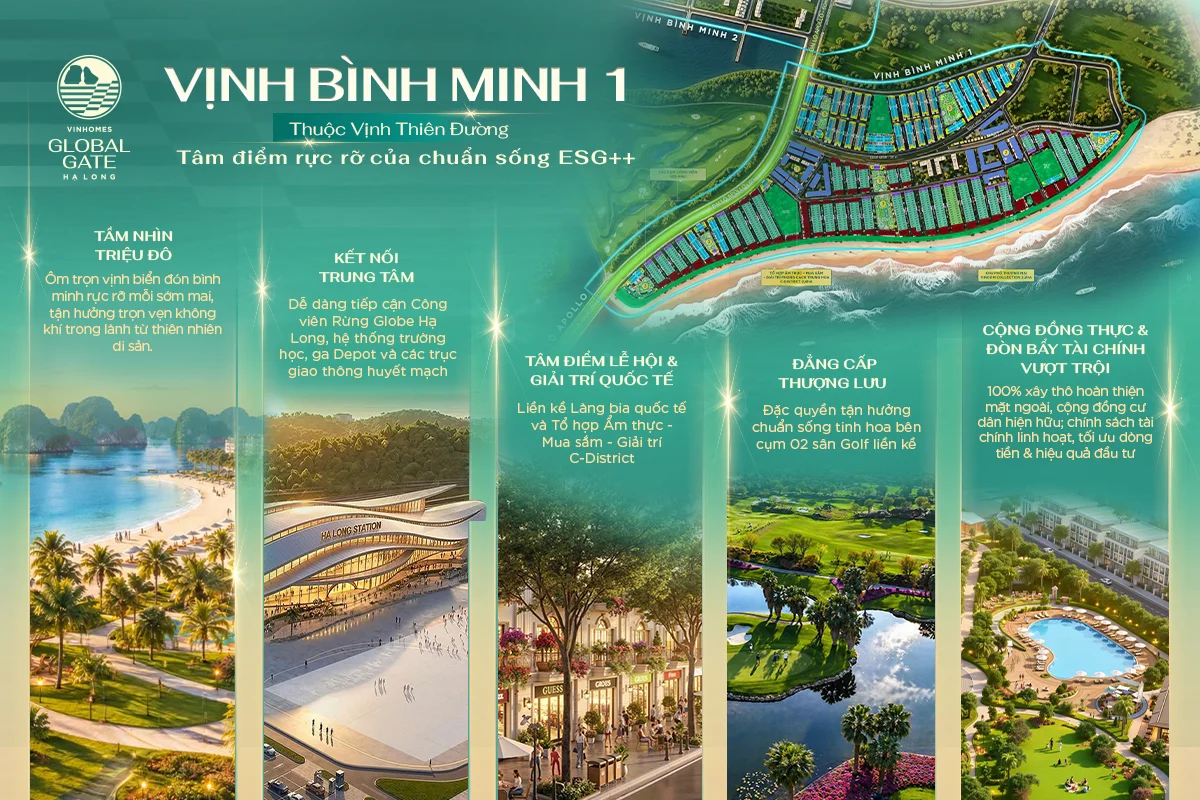 VINHOMES
GLOBAL
GATE
HẠ LONG
VỊNH BÌNH MINH 1
Thuộc Vịnh Thiên Đường
Tâm điểm rực rỡ của chuẩn sống ESG++
VỊNH BÌNH MINH 2
VỊNH BÌNH MINH 1
APOLLO
TẦM NHÌN
TRIỆU ĐÔ
Ôm trọn vịnh biển đón bình
minh rực rỡ mỗi sớm mai,
tận hưởng trọn vẹn không
khí trong lành từ thiên nhiên
di sản.
KẾT NỐI
TRUNG TÂM
Dễ dàng tiếp cận Công
viên Rừng Globe Hạ
Long, hệ thống trường
học, ga Depot và các trục
giao thông huyết mạch
TÂM ĐIỂM LỄ HỘI &
GIẢI TRÍ QUỐC TẾ
Liền kề Làng bia quốc tế
và Tổ hợp Ẩm thực -
Mua sắm - Giải trí
C-District
ĐẲNG CẤP
THƯỢNG LƯU
Đặc quyền tận hưởng
chuẩn sống tinh hoa bên
cụm 02 sân Golf liền kề
CỘNG ĐỒNG THỰC &
ĐÒN BẨY TÀI CHÍNH
VƯỢT TRỘI
100% xây thô hoàn thiện
mặt ngoài, cộng đồng cư
dân hiện hữu; chính sách tài
chính linh hoạt, tối ưu dòng
tiền & hiệu quả đầu tư
HA LONG STATION
GUESS